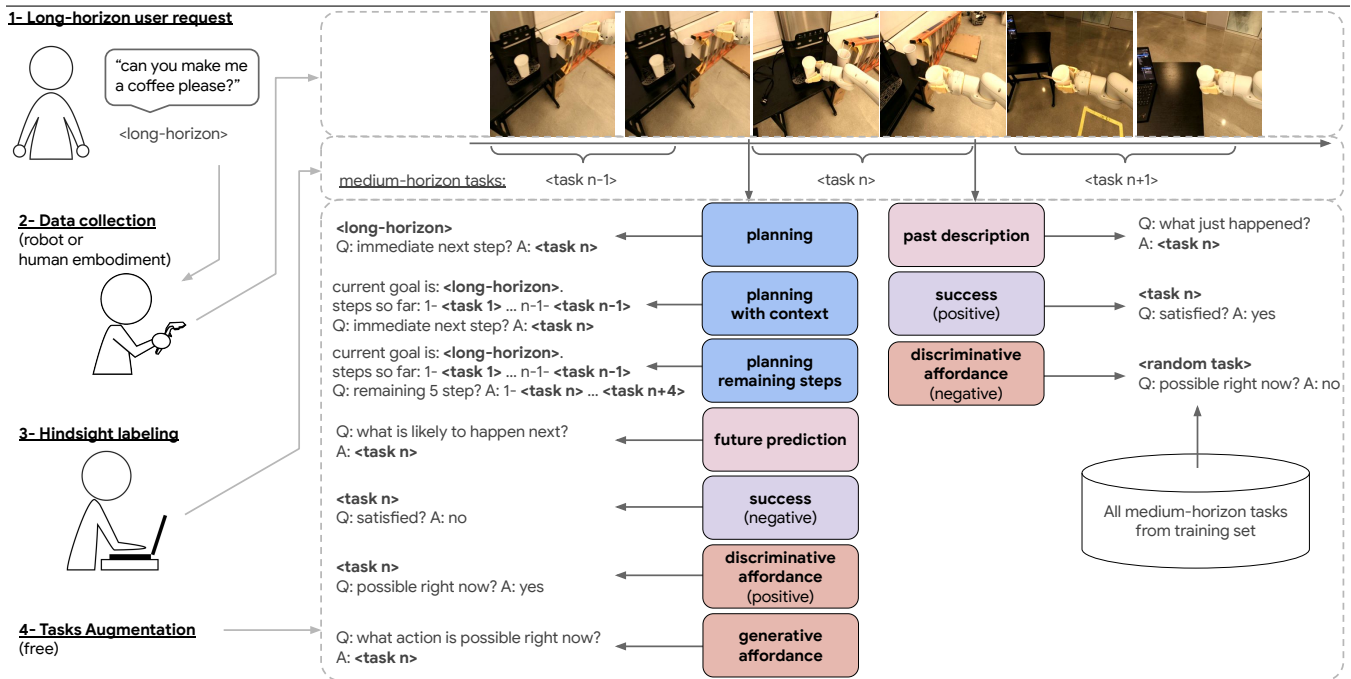 1- Long-horizon user request
“can you make me
a coffee please?”
<long-horizon>
2- Data collection
(robot or
human embodiment)
3- Hindsight labeling
4- Tasks Augmentation
(free)
medium-horizon tasks:
<task n-1>
<task n>
<task n+1>
<long-horizon>
Q: immediate next step? A: <task n>
planning
current goal is: <long-horizon>.
steps so far: 1- <task 1> ... n-1- <task n-1>
Q: immediate next step? A: <task n>
planning
with context
current goal is: <long-horizon>.
steps so far: 1- <task 1> ... n-1- <task n-1>
Q: remaining 5 step? A: 1- <task n> ... <task n+4>
planning
remaining steps
Q: what is likely to happen next?
A: <task n>
future prediction
<task n>
Q: satisfied? A: no
success
(negative)
<task n>
Q: possible right now? A: yes
discriminative
affordance
(positive)
Q: what action is possible right now?
A: <task n>
generative
affordance
past description
Q: what just happened?
A: <task n>
success
(positive)
<task n>
Q: satisfied? A: yes
discriminative
affordance
(negative)
<random task>
Q: possible right now? A: no
All medium-horizon tasks
from training set